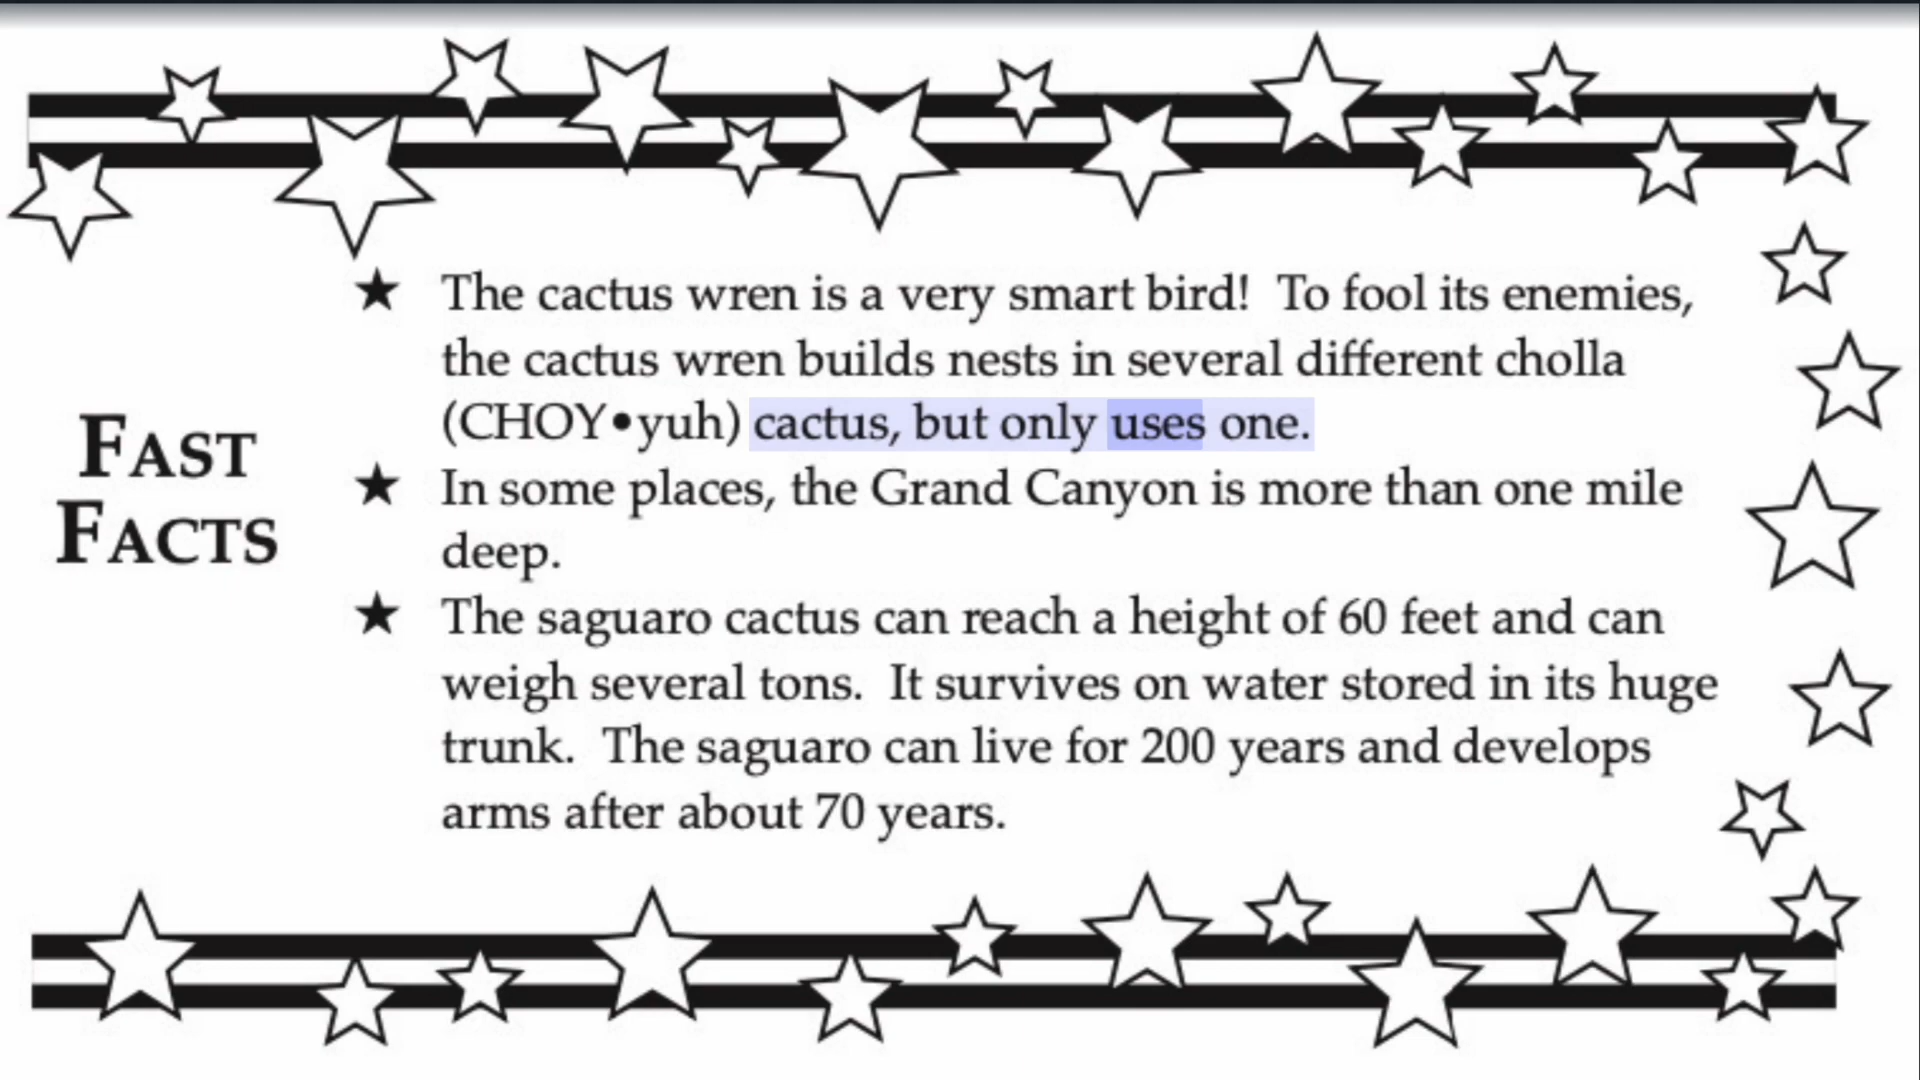 FAST
FACTS
★ The cactus wren is a very smart bird! To fool its enemies,
the cactus wren builds nests in several different cholla
(CHOY•yuh) cactus, but only uses one.
★ In some places, the Grand Canyon is more than one mile
deep.
★ The saguaro cactus can reach a height of 60 feet and can
weigh several tons. It survives on water stored in its huge
trunk. The saguaro can live for 200 years and develops
arms after about 70 years.